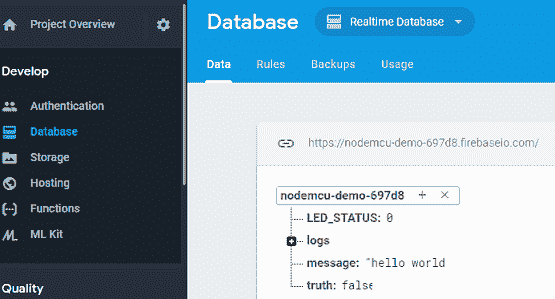 Project Overview
Develop
Authentication
Database
Storage
Hosting
Functions
ML Kit
Quality
Database
Realtime Database
Data Rules Backups Usage
https://nodemcu-demo-697d8.firebaseio.com/
nodemcu-demo-697d8 + ×
LED_STATUS: 0
logs
message: "hello world
truth: false